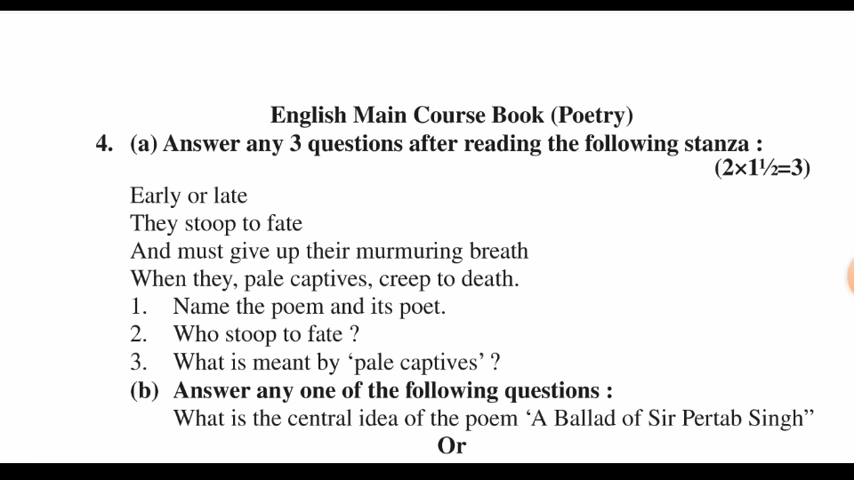 English Main Course Book (Poetry)
4. (a) Answer any 3 questions after reading the following stanza :
(2×1½=3)
Early or late
They stoop to fate
And must give up their murmuring breath
When they, pale captives, creep to death.
1. Name the poem and its poet.
2. Who stoop to fate ?
3. What is meant by ‘pale captives’ ?
(b) Answer any one of the following questions :
What is the central idea of the poem ‘A Ballad of Sir Pertab Singh”
Or